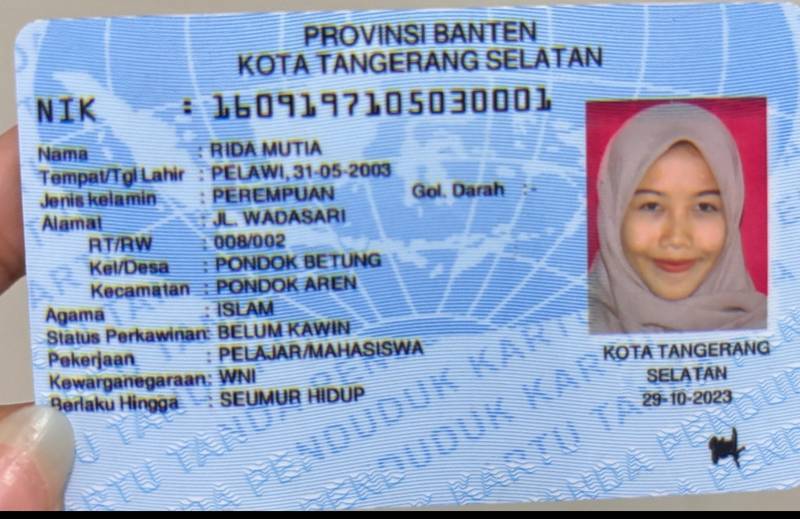 PROVINSI BANTEN
KOTA TANGERANG SELATAN
NIK : 1609197105030001
Nama : RIDA MUTIA
Tempat/Tgl Lahir : PELAWI, 31-05-2003
Jenis kelamin : PEREMPUAN Gol. Darah :-
Alamat : JL. WADASARI
RT/RW : 008/002
Kel/Desa : PONDOK BETUNG
Kecamatan : PONDOK AREN
Agama : ISLAM
Status Perkawinan: BELUM KAWIN
Pekerjaan : PELAJAR/MAHASISWA
Kewarganegaraan: WNI
Berlaku Hingga : SEUMUR HIDUP
KOTA TANGERANG
SELATAN
29-10-2023